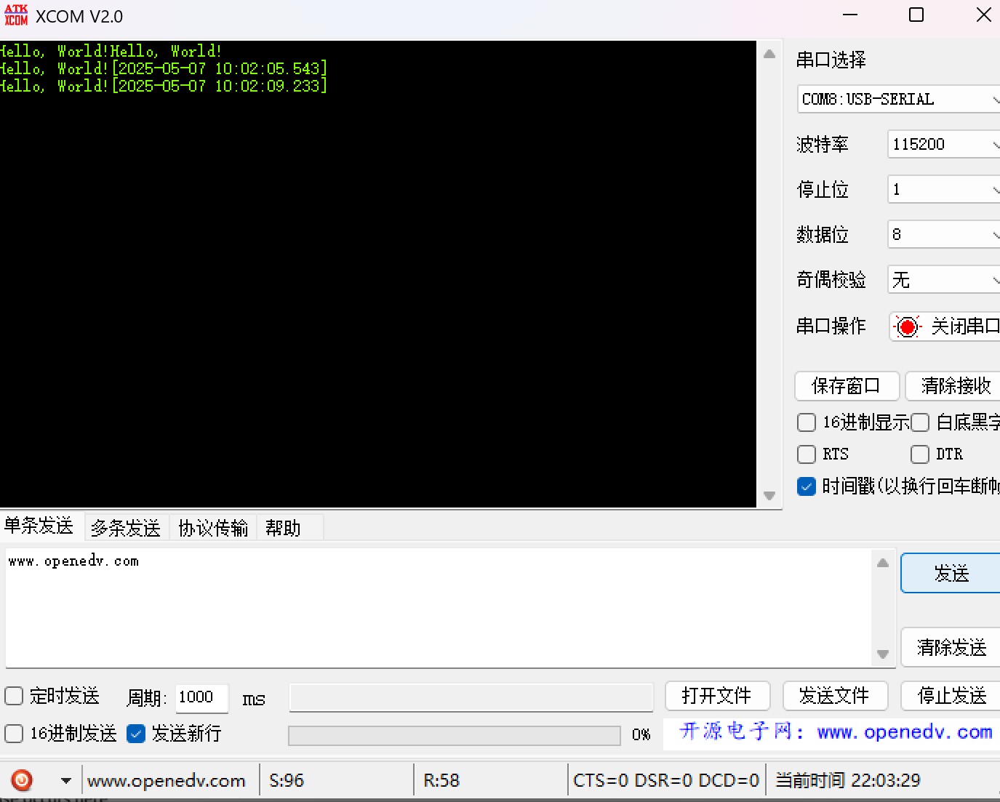 ATK
XCOM XCOM V2.0
Hello, World!Hello, World!
Hello, World![2025-05-07 10:02:05.543]
Hello, World![2025-05-07 10:02:09.233]
串口选择
COM8:USB-SERIAL
波特率 115200
停止位 1
数据位 8
奇偶校验 无
串口操作 关闭串口
保存窗口 清除接收
16进制显示 白底黑字
RTS DTR
时间戳(以换行回车断帧
单条发送 多条发送 协议传输 帮助
www.openedv.com
发送
清除发送
定时发送 周期: 1000 ms 打开文件 发送文件 停止发送
16进制发送 发送新行 0% 开源电子网: www.openedv.com
www.openedv.com S:96 R:58 CTS=0 DSR=0 DCD=0 当前时间 22:03:29